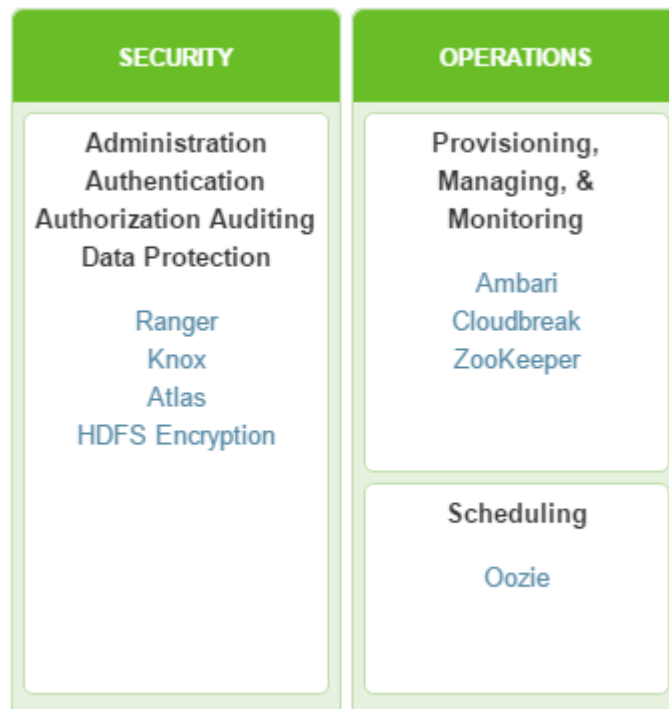 SECURITY
Administration
Authentication
Authorization Auditing
Data Protection
Ranger
Knox
Atlas
HDFS Encryption
OPERATIONS
Provisioning,
Managing, &
Monitoring
Ambari
Cloudbreak
ZooKeeper
Scheduling
Oozie